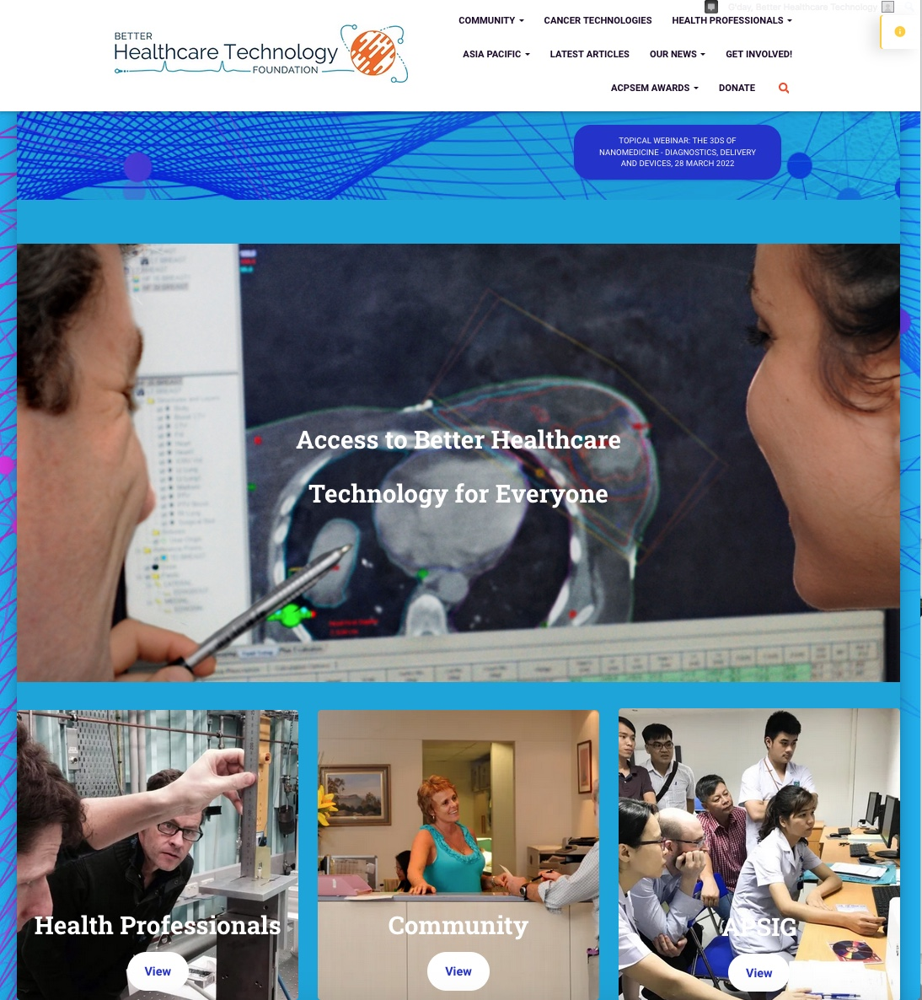 G'day, Better Healthcare Technology
BETTER
Healthcare Technology
FOUNDATION
COMMUNITY
CANCER TECHNOLOGIES
HEALTH PROFESSIONALS
ASIA PACIFIC
LATEST ARTICLES
OUR NEWS
GET INVOLVED!
ACPSEM AWARDS
DONATE
TOPICAL WEBINAR: THE 3DS OF
NANOMEDICINE - DIAGNOSTICS, DELIVERY
AND DEVICES, 28 MARCH 2022
Access to Better Healthcare
Technology for Everyone
Health Professionals
View
Community
View
APSIG
View